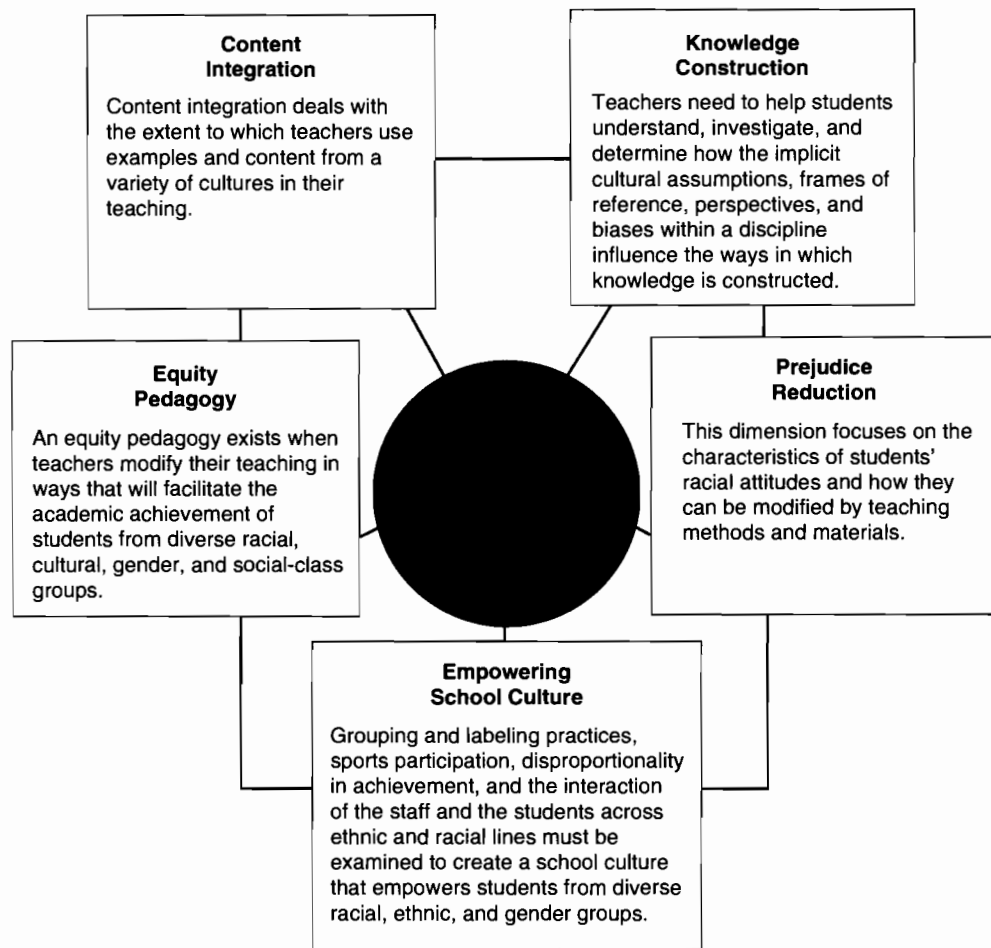 Content
Integration
Content integration deals with
the extent to which teachers use
examples and content from a
variety of cultures in their
teaching.
Knowledge
Construction
Teachers need to help students
understand, investigate, and
determine how the implicit
cultural assumptions, frames of
reference, perspectives, and
biases within a discipline
influence the ways in which
knowledge is constructed.
Equity
Pedagogy
An equity pedagogy exists when
teachers modify their teaching in
ways that will facilitate the
academic achievement of
students from diverse racial,
cultural, gender, and social-class
groups.
Prejudice
Reduction
This dimension focuses on the
characteristics of students'
racial attitudes and how they
can be modified by teaching
methods and materials.
Empowering
School Culture
Grouping and labeling practices,
sports participation, disproportionality
in achievement, and the interaction
of the staff and the students across
ethnic and racial lines must be
examined to create a school culture
that empowers students from diverse
racial, ethnic, and gender groups.